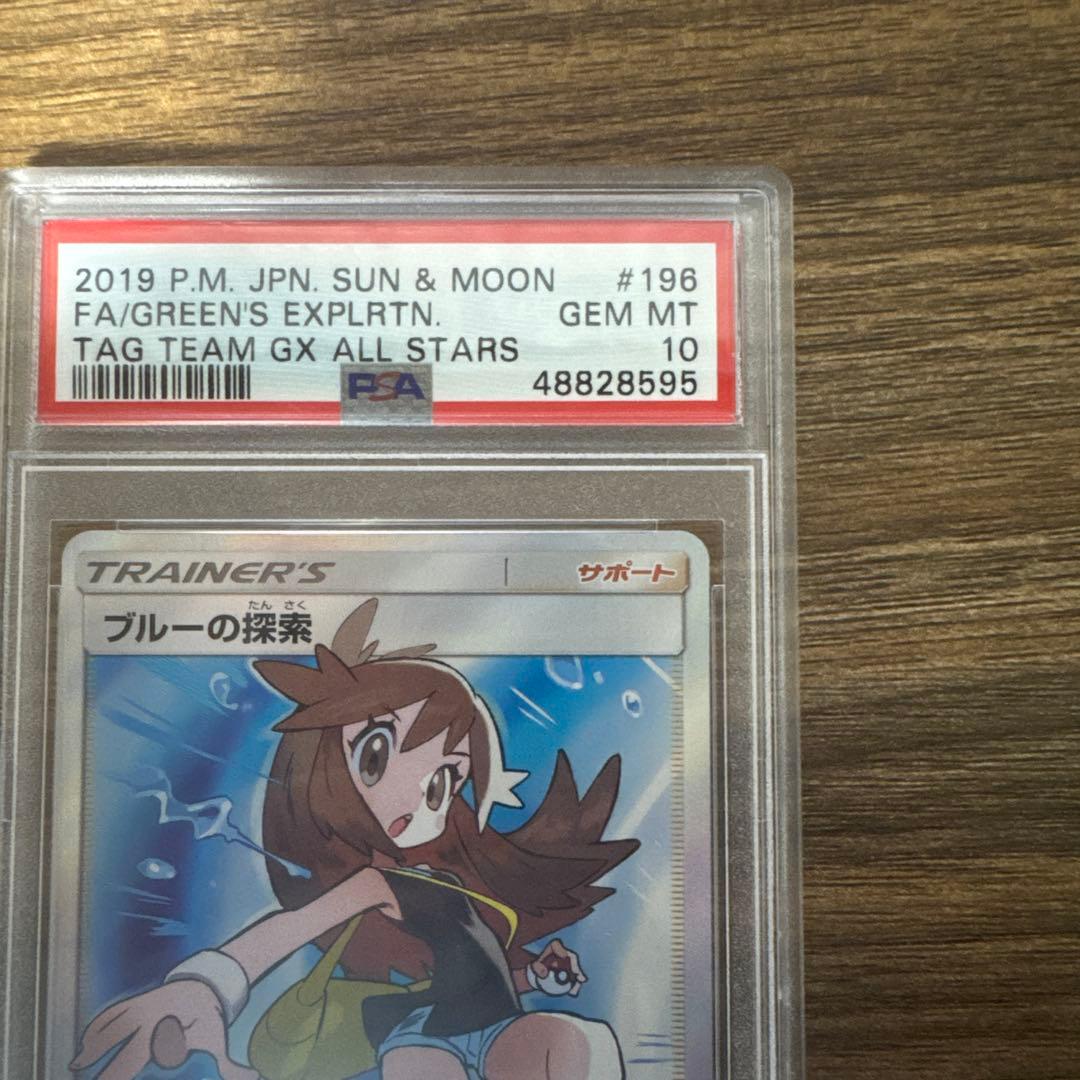 2019 P.M. JPN. SUN & MOON #196
FA/GREEN'S EXPLRTN. GEM MT
TAG TEAM GX ALL STARS 10
PSA 48828595
TRAINER'S サポート
たん さく
ブルーの探索